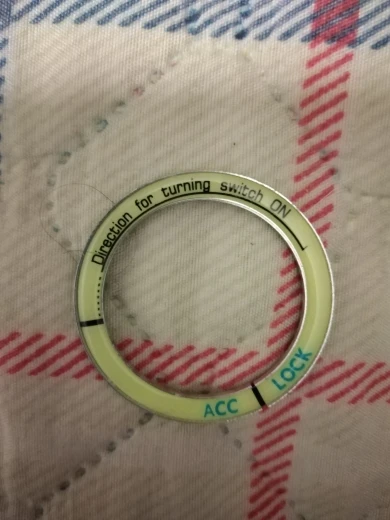 Direction for turning switch ON
ACC
LOCK